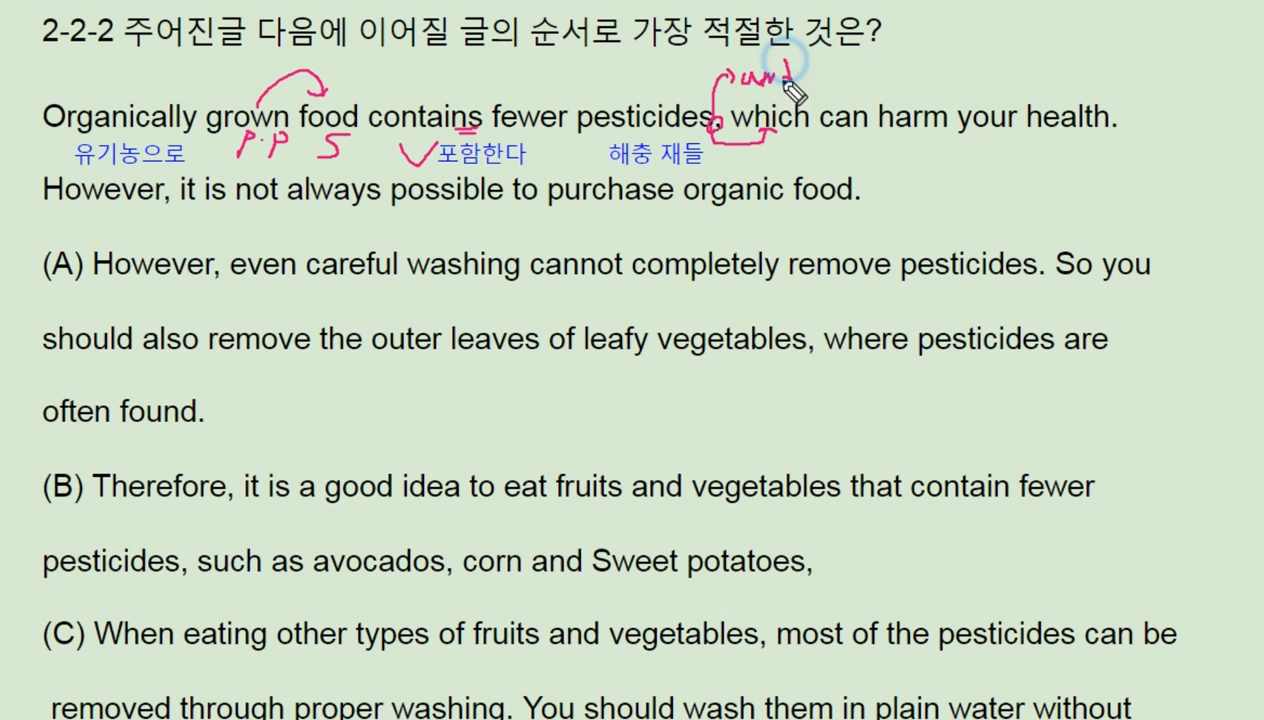 2-2-2 주어진글 다음에 이어질 글의 순서로 가장 적절한 것은?
and
Organically grown food contains fewer pesticides, which can harm your health.
P.P S V
유기농으로 포함한다 해충 재들
However, it is not always possible to purchase organic food.
(A) However, even careful washing cannot completely remove pesticides. So you
should also remove the outer leaves of leafy vegetables, where pesticides are
often found.
(B) Therefore, it is a good idea to eat fruits and vegetables that contain fewer
pesticides, such as avocados, corn and Sweet potatoes,
(C) When eating other types of fruits and vegetables, most of the pesticides can be
removed through proper washing. You should wash them in plain water without